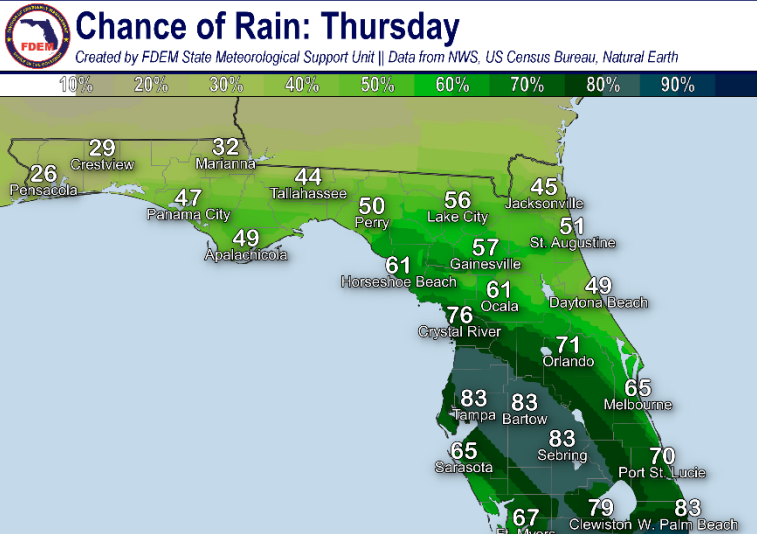 Chance of Rain: Thursday
FDEM
Created by FDEM State Meteorological Support Unit || Data from NWS, US Census Bureau, Natural Earth
10% 20% 30% 40% 50% 60% 70% 80% 90%
29
Crestview
32
Marianna
26
Pensacola
44
Tallahassee
45
Jacksonville
47
Panama City
50
Perry
56
Lake City
51
St. Augustine
49
Apalachicola
57
Gainesville
61
Horseshoe Beach
61
Ocala
49
Daytona Beach
76
Crystal River
71
Orlando
65
Melbourne
83
Tampa
83
Bartow
83
Sebring
65
Sarasota
70
Port St. Lucie
67
Ft. Myers
79
Clewiston
83
W. Palm Beach